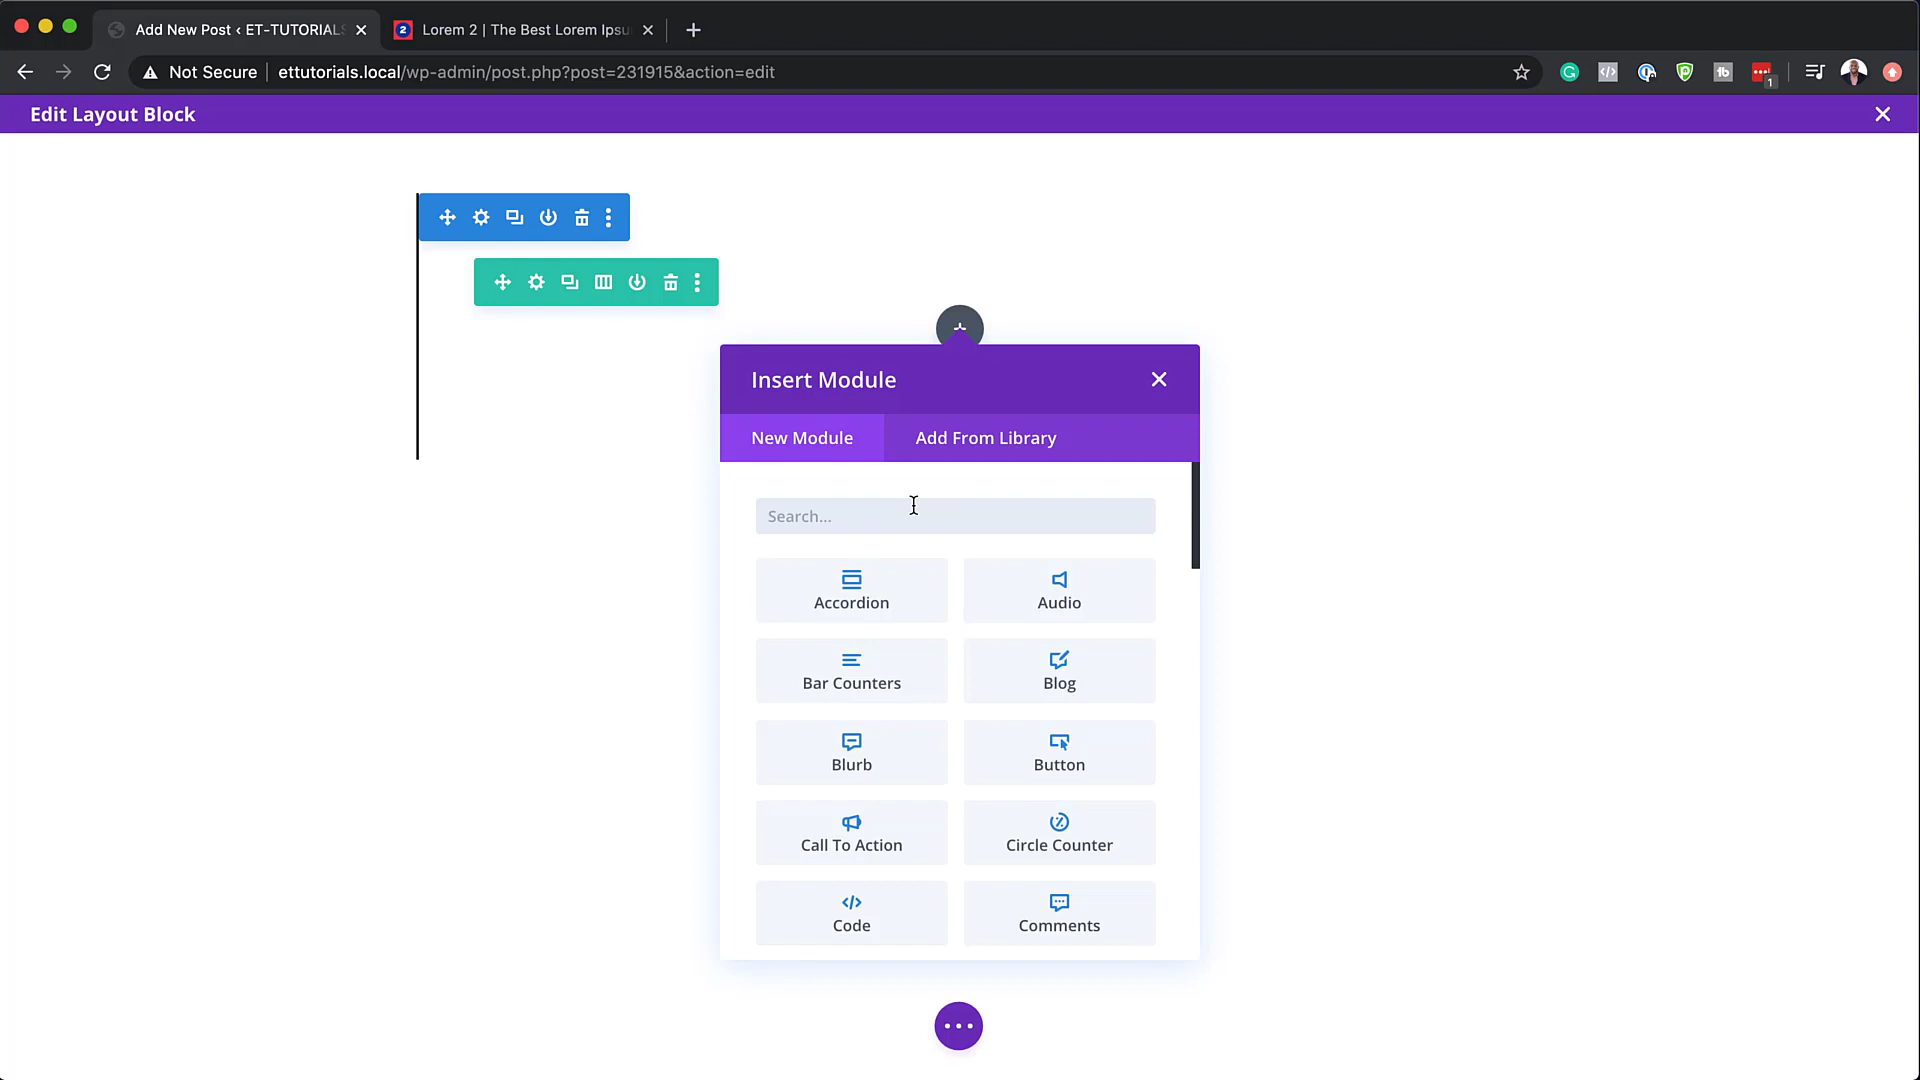 Add New Post ‹ ET-TUTORIALS
Lorem 2 | The Best Lorem Ipsu
Not Secure
ettutorials.local/wp-admin/post.php?post=231915&action=edit
1
Edit Layout Block
Insert Module
New Module
Add From Library
Search...
Accordion
Audio
Bar Counters
Blog
Blurb
Button
Call To Action
Circle Counter
Code
Comments